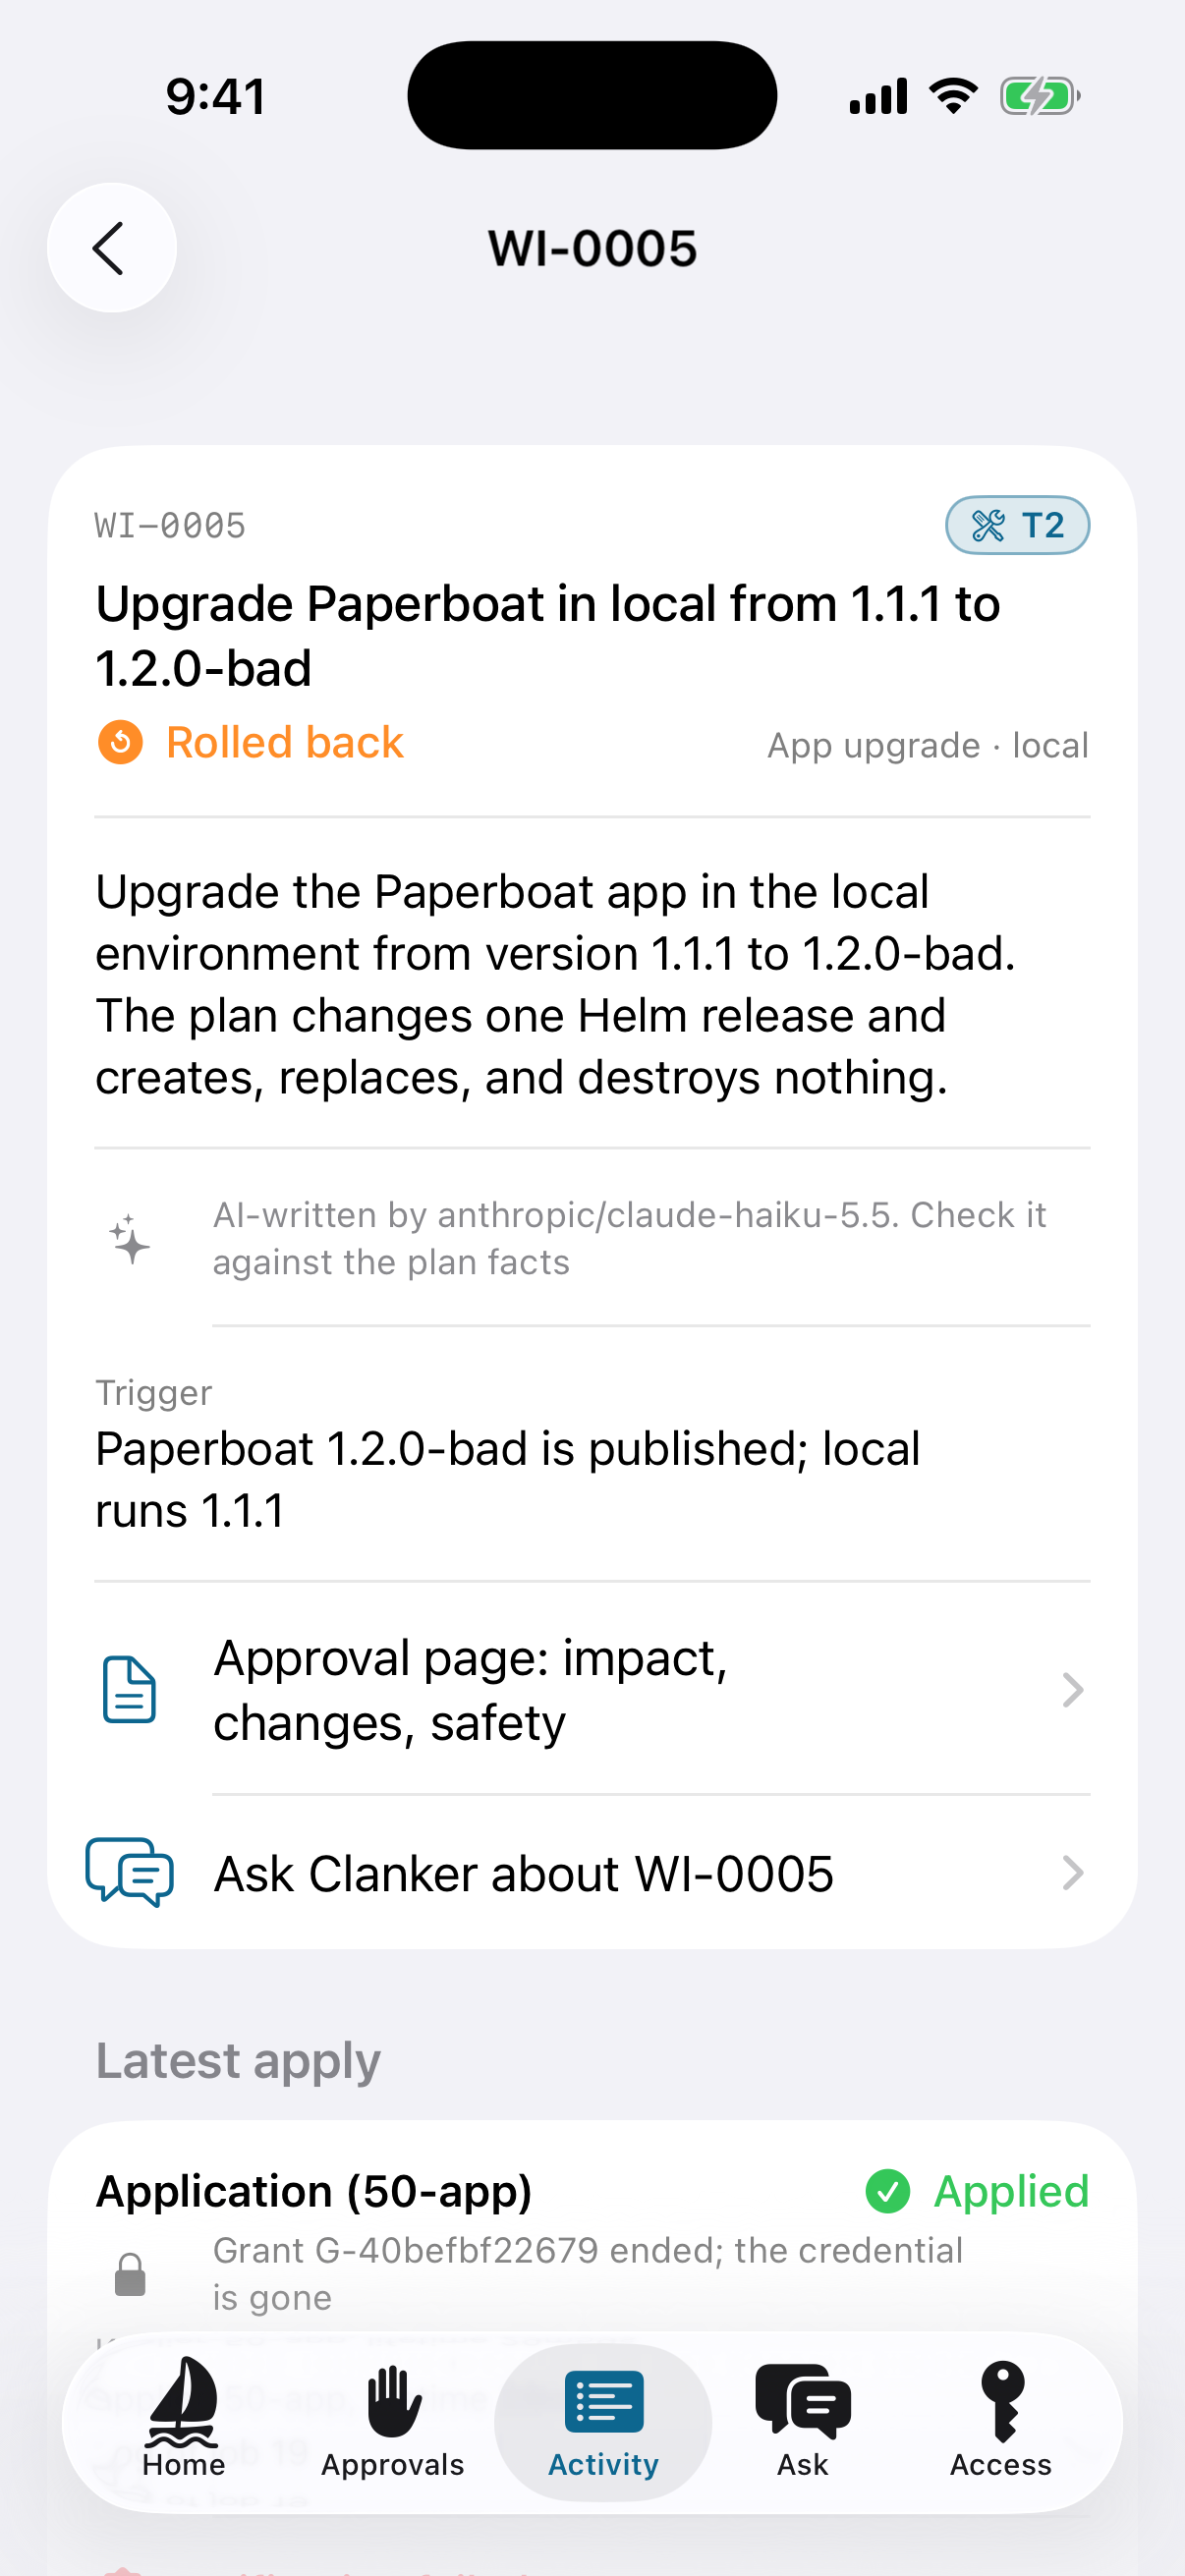 9:41
WI-0005
WI-0005
T2
Upgrade Paperboat in local from 1.1.1 to
1.2.0-bad
Rolled back
App upgrade · local
Upgrade the Paperboat app in the local
environment from version 1.1.1 to 1.2.0-bad.
The plan changes one Helm release and
creates, replaces, and destroys nothing.
AI-written by anthropic/claude-haiku-5.5. Check it
against the plan facts
Trigger
Paperboat 1.2.0-bad is published; local
runs 1.1.1
Approval page: impact,
changes, safety
Ask Clanker about WI-0005
Latest apply
Application (50-app)
Applied
Grant G-40befbf22679 ended; the credential
is gone
Home
Approvals
Activity
Ask
Access